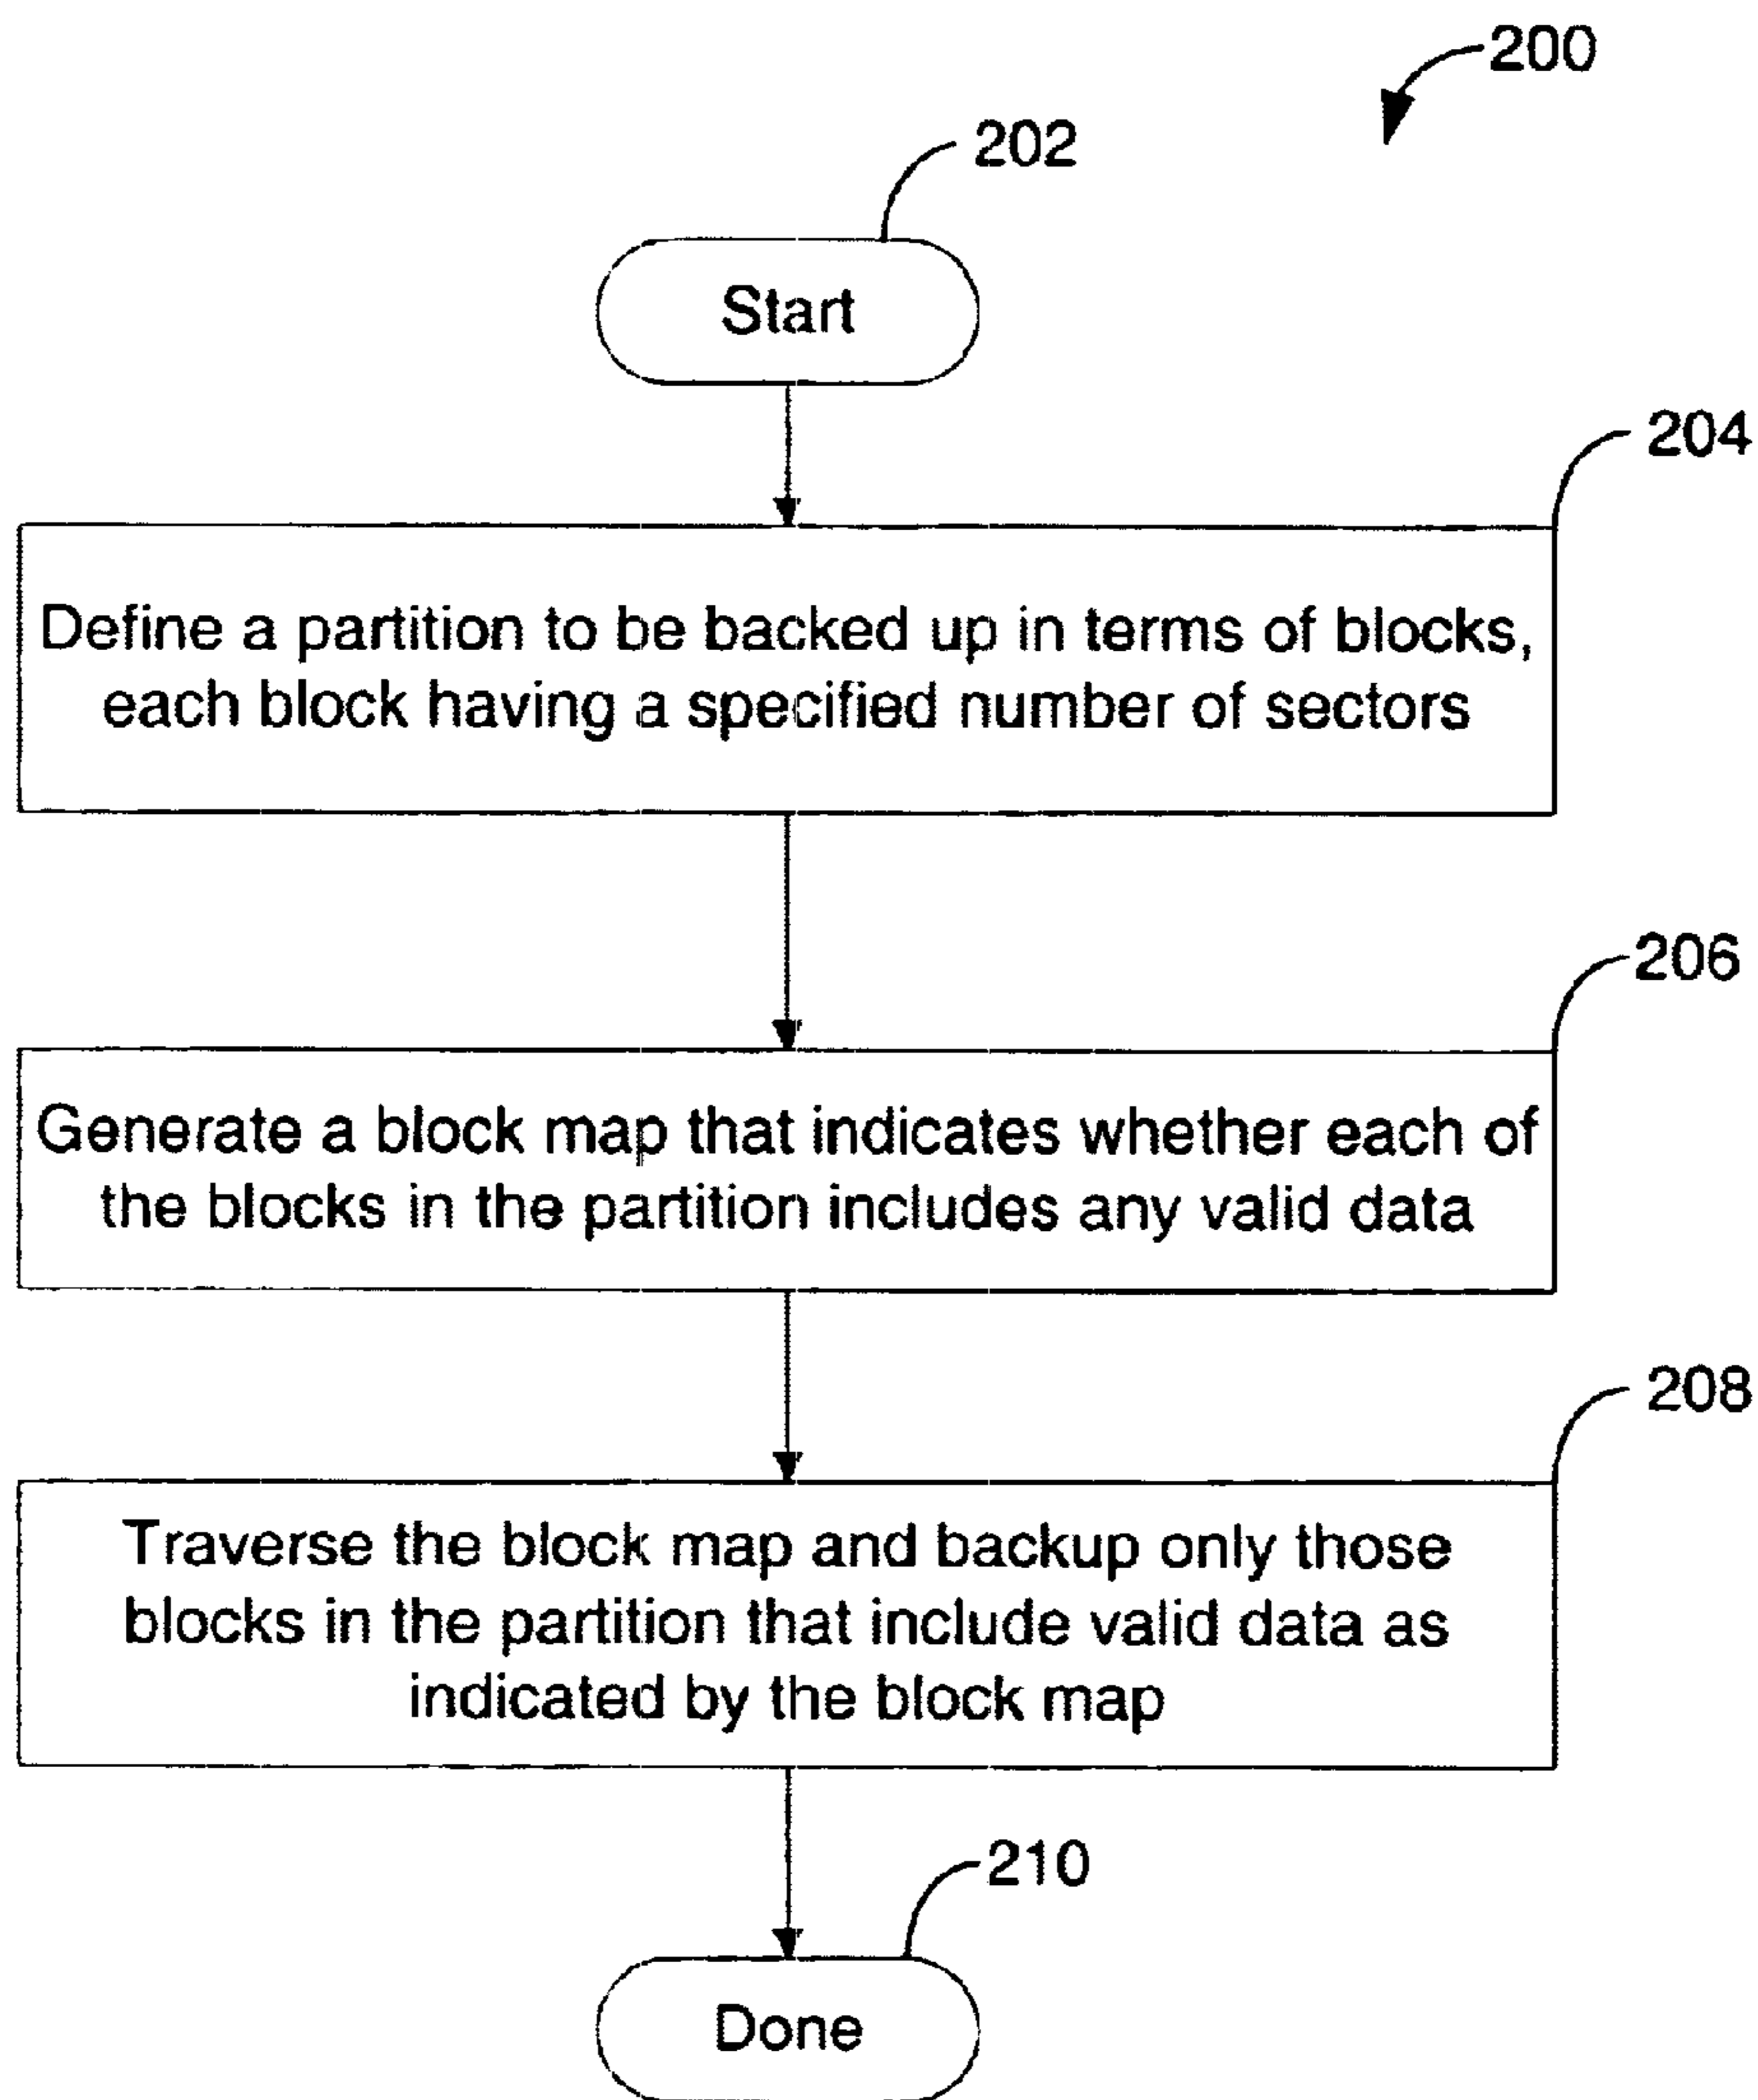 200
202
Start
204
Define a partition to be backed up in terms of blocks,
each block having a specified number of sectors
206
Generate a block map that indicates whether each of
the blocks in the partition includes any valid data
208
Traverse the block map and backup only those
blocks in the partition that include valid data as
indicated by the block map
210
Done